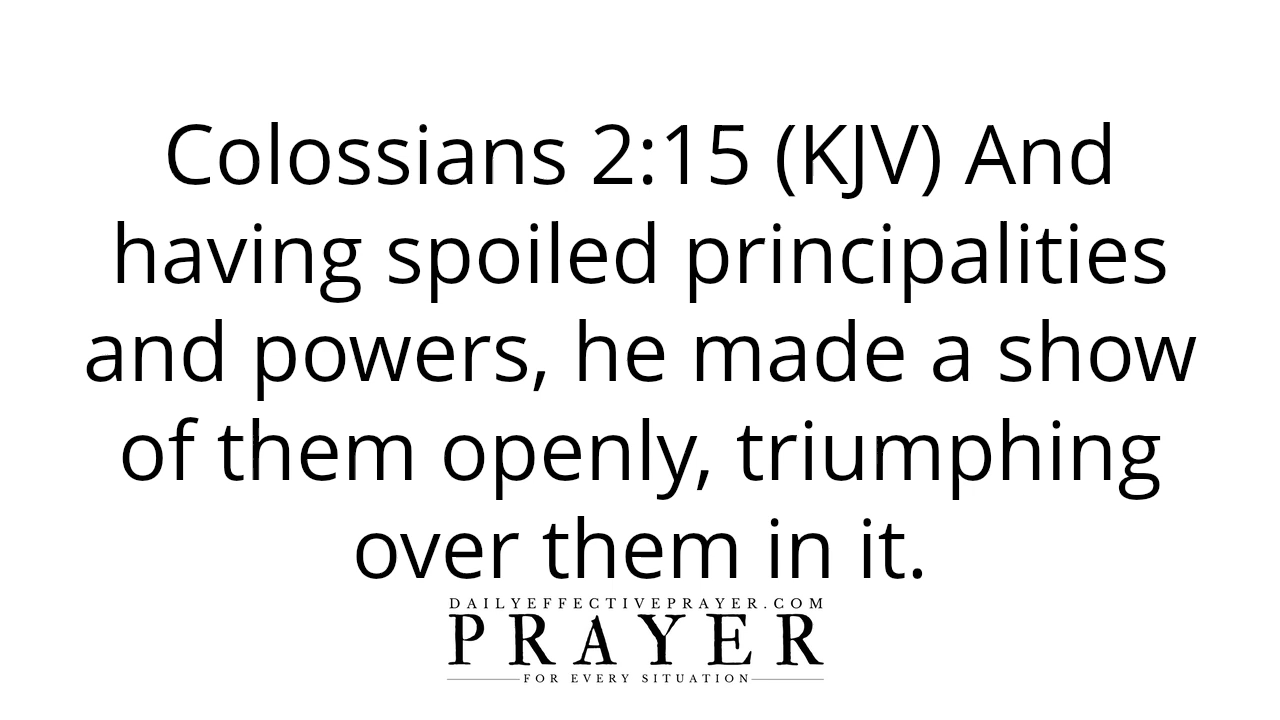 Colossians 2:15 (KJV) And
having spoiled principalities
and powers, he made a show
of them openly, triumphing
over them in it.
DAILYEFFECTIVEPRAYER.COM
PRAYER
FOR EVERY SITUATION